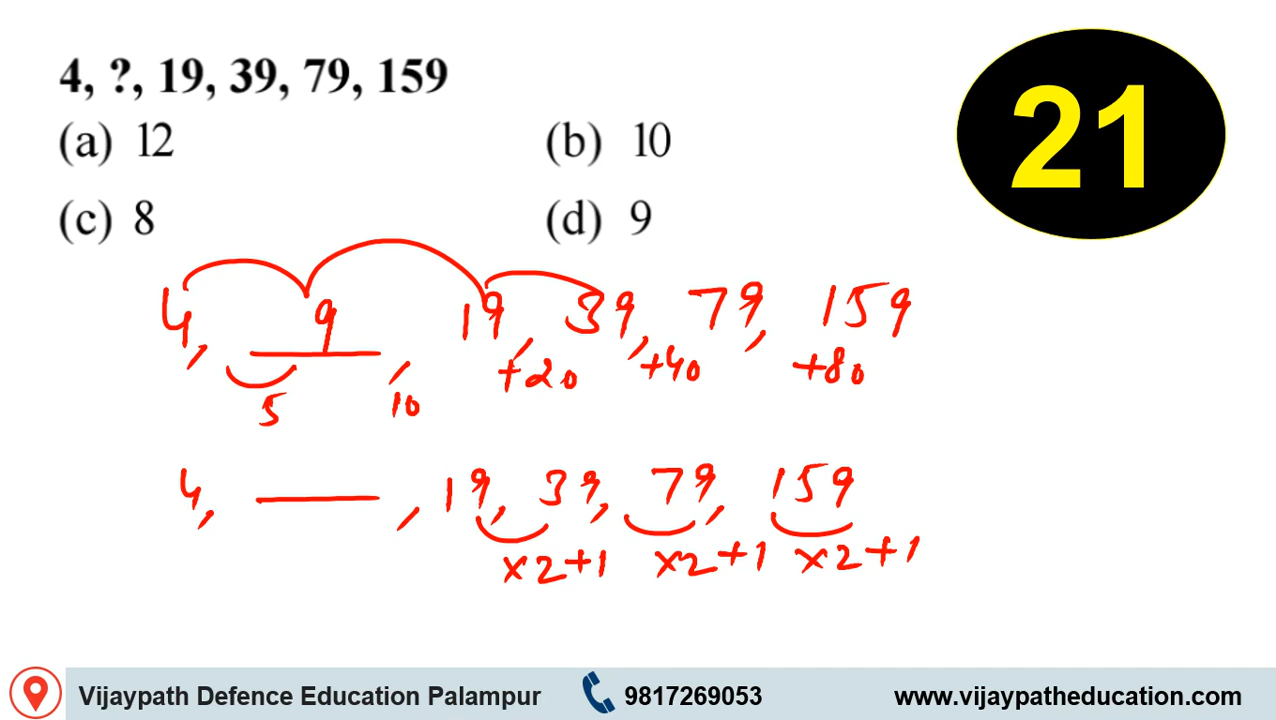 4, ?, 19, 39, 79, 159
21
(a) 12 (b) 10
(c) 8 (d) 9
4, 9, 19, 39, 79, 159
5 10 +20 +40 +80
4, ____, 19, 39, 79, 159
×2+1 ×2+1 ×2+1
Vijaypath Defence Education Palampur 9817269053 www.vijaypatheducation.com